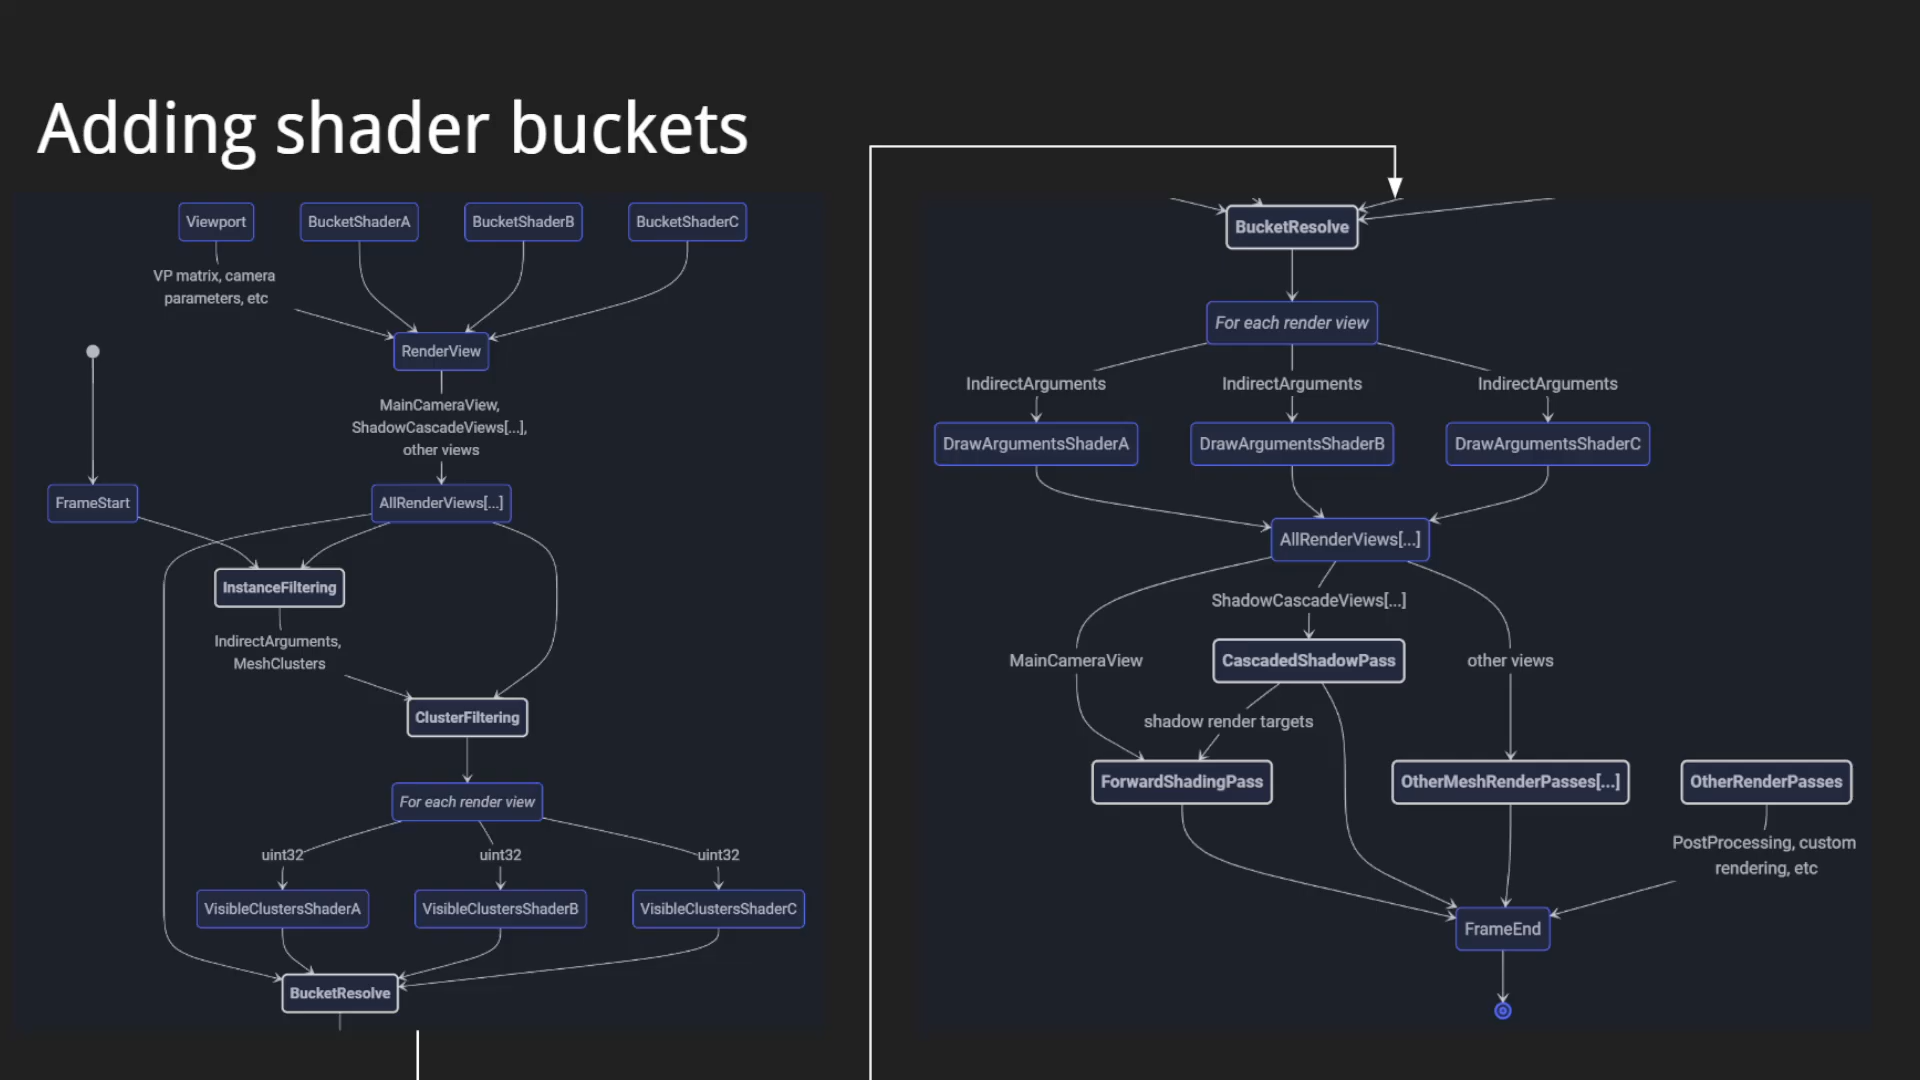 Adding shader buckets
Viewport
BucketShaderA
BucketShaderB
BucketShaderC
VP matrix, camera
parameters, etc
RenderView
MainCameraView,
ShadowCascadeViews[...],
other views
FrameStart
AllRenderViews[...]
InstanceFiltering
IndirectArguments,
MeshClusters
ClusterFiltering
For each render view
uint32
uint32
uint32
VisibleClustersShaderA
VisibleClustersShaderB
VisibleClustersShaderC
BucketResolve
BucketResolve
For each render view
IndirectArguments
IndirectArguments
IndirectArguments
DrawArgumentsShaderA
DrawArgumentsShaderB
DrawArgumentsShaderC
AllRenderViews[...]
ShadowCascadeViews[...]
MainCameraView
CascadedShadowPass
other views
shadow render targets
ForwardShadingPass
OtherMeshRenderPasses[...]
OtherRenderPasses
PostProcessing, custom
rendering, etc
FrameEnd